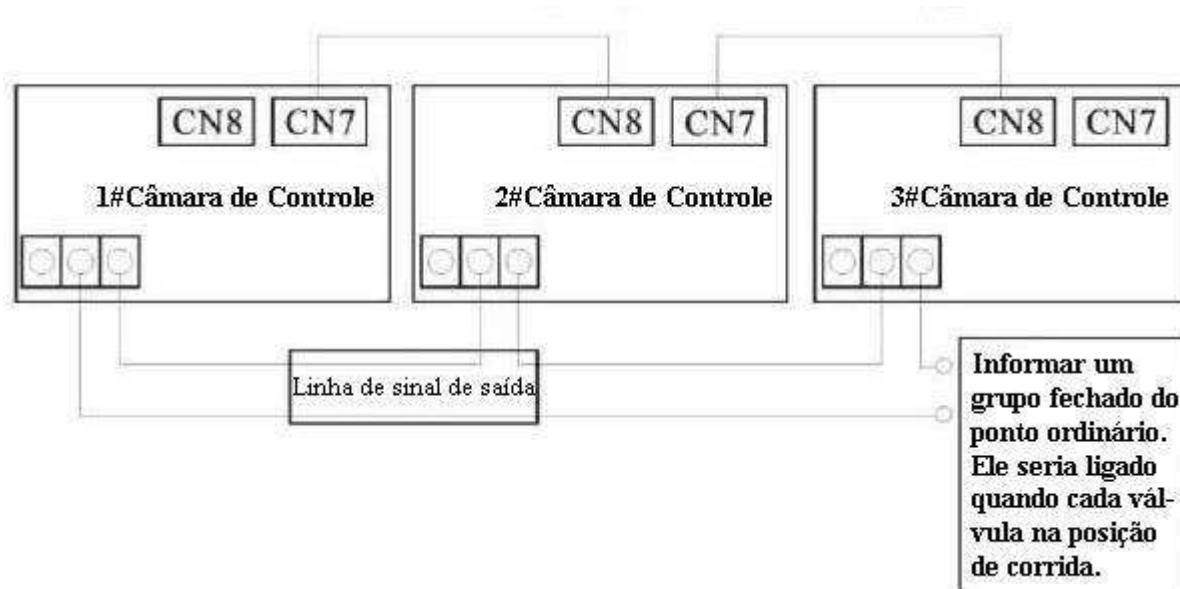 CN8 CN7 CN8 CN7 CN8 CN7
1#Câmara de Controle 2#Câmara de Controle 3#Câmara de Controle
Linha de sinal de saída
Informar um
grupo fechado do
ponto ordinário.
Ele seria ligado
quando cada vál-
vula na posição
de corrida.